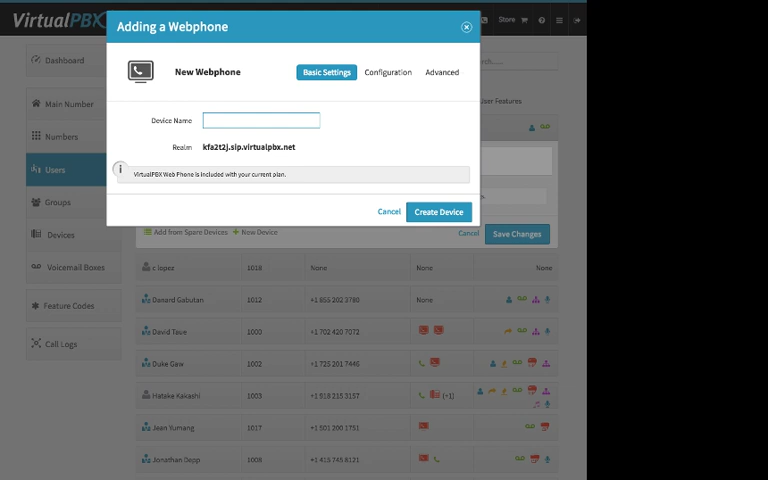 VirtualPBX
Adding a Webphone
Store
New Webphone
Basic Settings
Configuration
Advanced
Device Name
Realm kfa2t2j.sip.virtualpbx.net
i
VirtualPBX Web Phone is included with your current plan.
Cancel
Create Device
User Features
Dashboard
Main Number
Numbers
Users
Groups
Devices
Voicemail Boxes
Feature Codes
Call Logs
Add from Spare Devices + New Device
Cancel
Save Changes
c lopez 1018 None None None
Danard Gabutan 1012 +1 855 202 3780 None
David Taue 1000 +1 702 420 7072
Duke Gaw 1002 +1 725 201 7446
Hatake Kakashi 1003 +1 518 215 3157 (+1)
Jean Yumang 1017 +1 501 200 1751
Jonathan Depp 1008 +1 415 745 8121